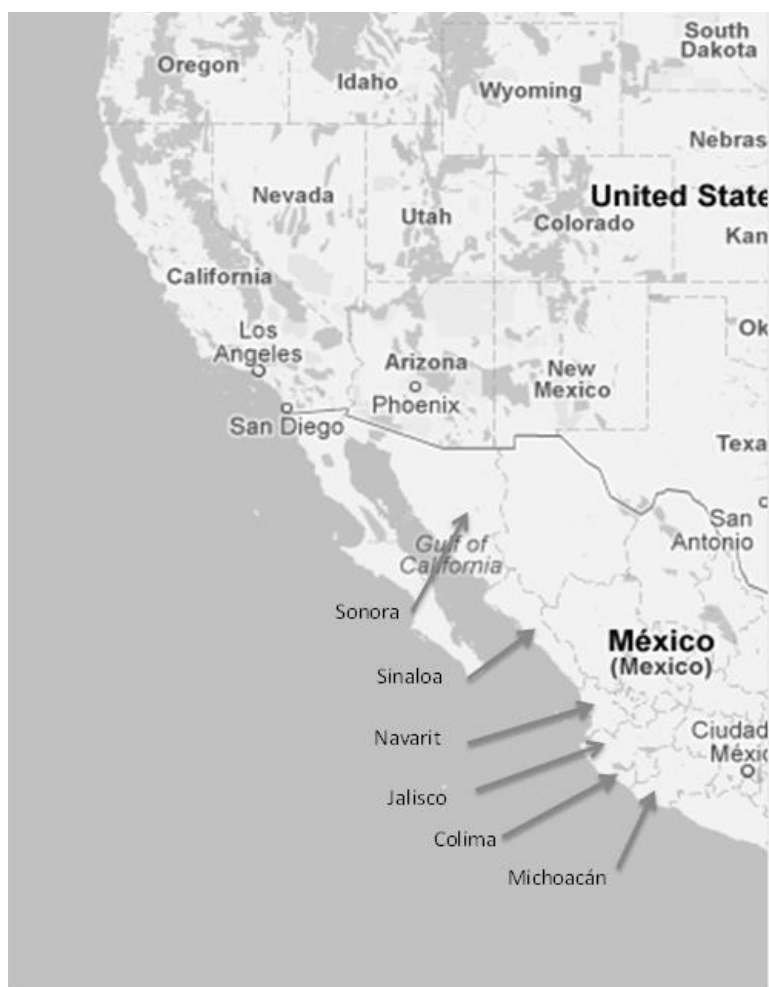 South
Dakota
Oregon
Idaho
Wyoming
Nebras
Nevada
United State
Utah
Colorado
Kan
California
Los
Angeles
Ok
Arizona
New
Mexico
Phoenix
San Diego
Texa
San
Antonio
Gulf of
California
Sonora
México
(Mexico)
Sinaloa
Navarit
Ciudad
Méxic
Jalisco
Colima
Michoacán